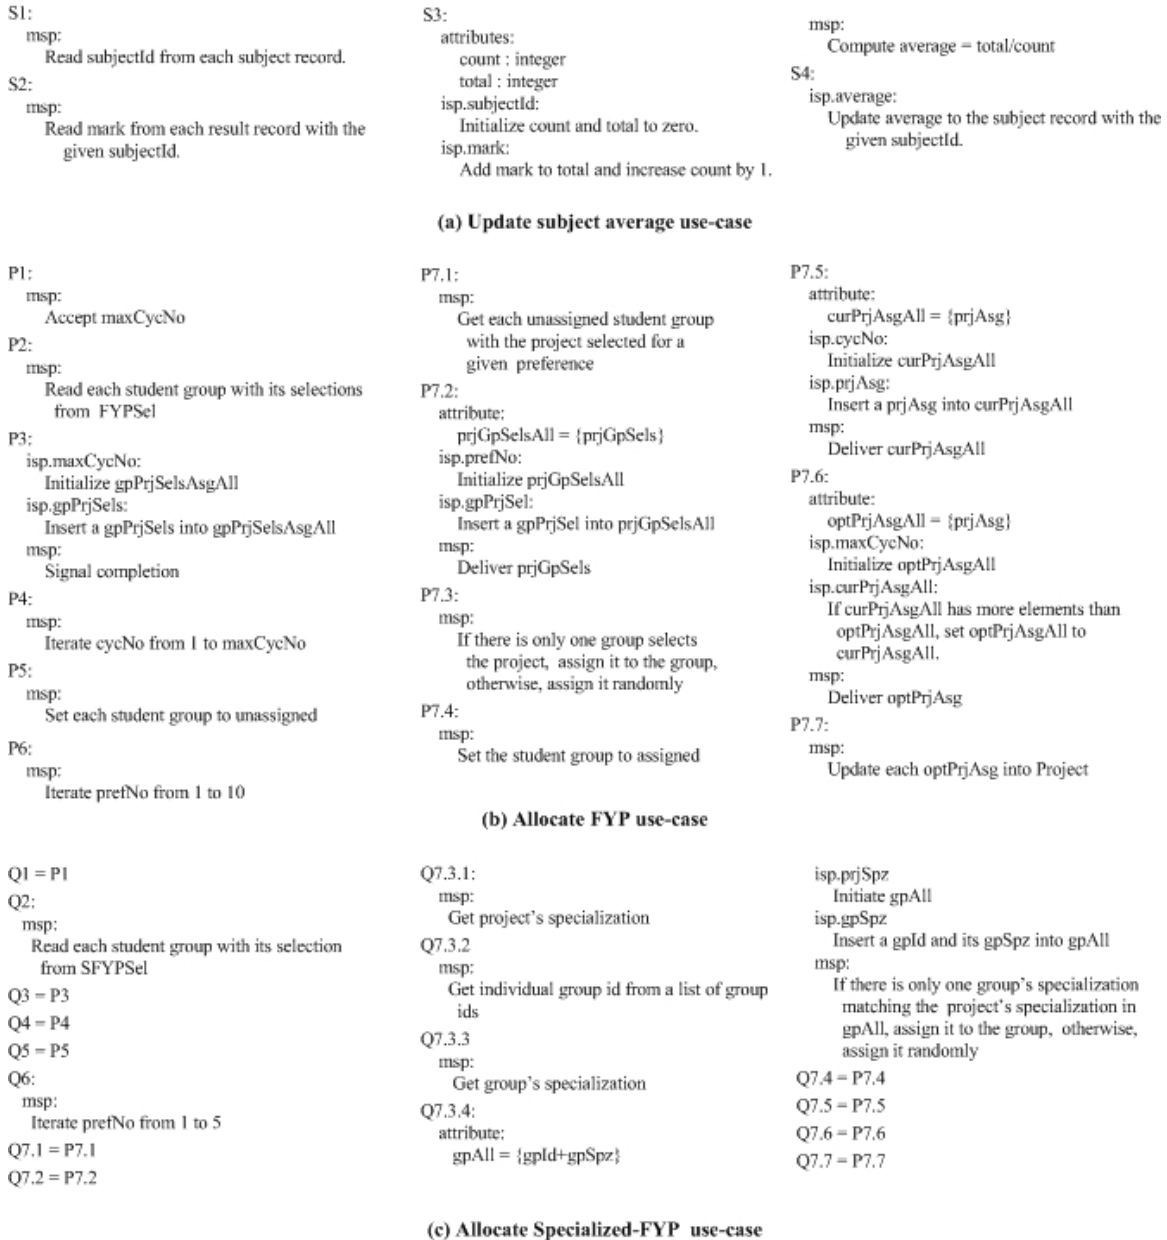 S1:
msp:
Read subjectId from each subject record.
S2:
msp:
Read mark from each result record with the
given subjectId.
S3:
attributes:
count : integer
total : integer
isp.subjectId:
Initialize count and total to zero.
isp.mark:
Add mark to total and increase count by 1.
msp:
Compute average = total/count
S4:
isp.average:
Update average to the subject record with the
given subjectId.
(a) Update subject average use-case
P1:
msp:
Accept maxCycNo
P2:
msp:
Read each student group with its selections
from FYPSel
P3:
isp.maxCycNo:
Initialize gpPrjSelsAsgAll
isp.gpPrjSels:
Insert a gpPrjSels into gpPrjSelsAsgAll
msp:
Signal completion
P4:
msp:
Iterate cycNo from 1 to maxCycNo
P5:
msp:
Set each student group to unassigned
P6:
msp:
Iterate prefNo from 1 to 10
P7.1:
msp:
Get each unassigned student group
with the project selected for a
given preference
P7.2:
attribute:
prjGpSelsAll = {prjGpSels}
isp.prefNo:
Initialize prjGpSelsAll
isp.gpPrjSel:
Insert a gpPrjSel into prjGpSelsAll
msp:
Deliver prjGpSels
P7.3:
msp:
If there is only one group selects
the project, assign it to the group,
otherwise, assign it randomly
P7.4:
msp:
Set the student group to assigned
P7.5:
attribute:
curPrjAsgAll = {prjAsg}
isp.cycNo:
Initialize curPrjAsgAll
isp.prjAsg:
Insert a prjAsg into curPrjAsgAll
msp:
Deliver curPrjAsgAll
P7.6:
attribute:
optPrjAsgAll = {prjAsg}
isp.maxCycNo:
Initialize optPrjAsgAll
isp.curPrjAsgAll:
If curPrjAsgAll has more elements than
optPrjAsgAll, set optPrjAsgAll to
curPrjAsgAll.
msp:
Deliver optPrjAsg
P7.7:
msp:
Update each optPrjAsg into Project
(b) Allocate FYP use-case
Q1 = P1
Q2:
msp:
Read each student group with its selection
from SFYPSel
Q3 = P3
Q4 = P4
Q5 = P5
Q6:
msp:
Iterate prefNo from 1 to 5
Q7.1 = P7.1
Q7.2 = P7.2
Q7.3.1:
msp:
Get project's specialization
Q7.3.2
msp:
Get individual group id from a list of group
ids
Q7.3.3
msp:
Get group's specialization
Q7.3.4:
attribute:
gpAll = {gpId+gpSpz}
isp.prjSpz
Initiate gpAll
isp.gpSpz
Insert a gpId and its gpSpz into gpAll
msp:
If there is only one group's specialization
matching the project's specialization in
gpAll, assign it to the group, otherwise,
assign it randomly
Q7.4 = P7.4
Q7.5 = P7.5
Q7.6 = P7.6
Q7.7 = P7.7
(c) Allocate Specialized-FYP use-case